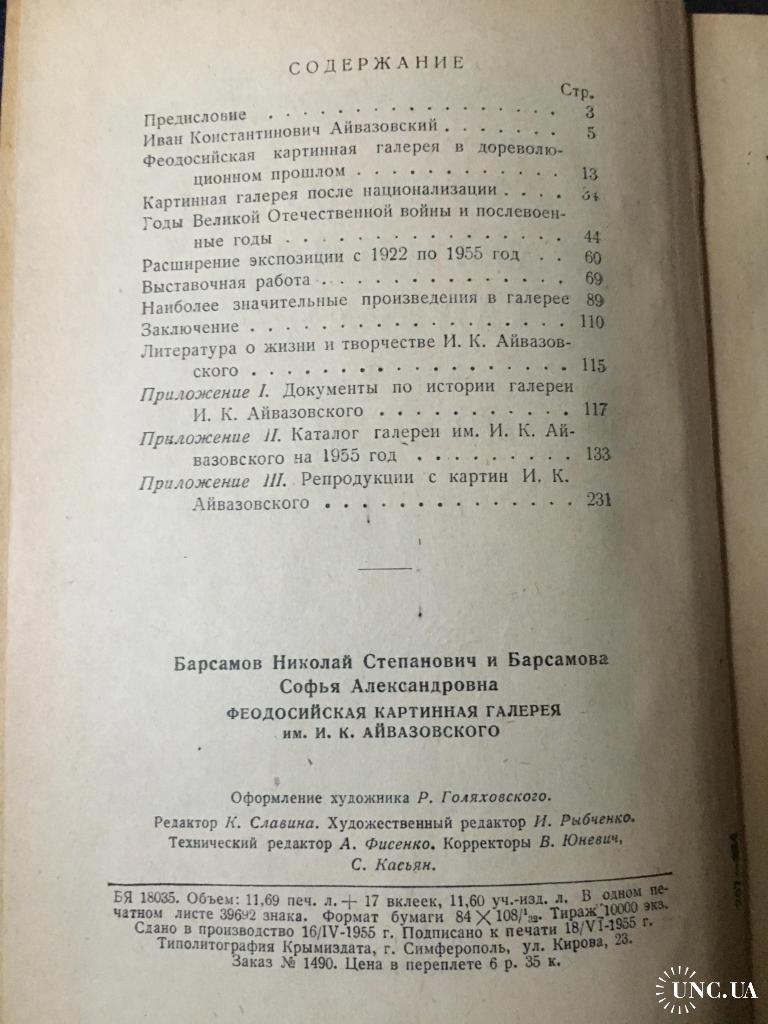 СОДЕРЖАНИЕ
Стр.
Предисловие . . . . . . . . . . . . . . . . 3
Иван Константинович Айвазовский . . . . . . . 5
Феодосийская картинная галерея в дореволю-
ционном прошлом . . . . . . . . . . . . 13
Картинная галерея после национализации . . . .
Годы Великой Отечественной войны и послевоен-
ные годы . . . . . . . . . . . . . . . . 44
Расширение экспозиции с 1922 по 1955 год . . 60
Выставочная работа . . . . . . . . . . . . . . 69
Наиболее значительные произведения в галерее 89
Заключение . . . . . . . . . . . . . . . . . 110
Литература о жизни и творчестве И. К. Айвазов-
ского . . . . . . . . . . . . . . . . . . 115
Приложение I. Документы по истории галереи
И. К. Айвазовского . . . . . . . . . . . 117
Приложение II. Каталог галереи им. И. К. Ай-
вазовского на 1955 год . . . . . . . . . 133
Приложение III. Репродукции с картин И. К.
Айвазовского . . . . . . . . . . . . . . 231
Барсамов Николай Степанович и Барсамова
Софья Александровна
ФЕОДОСИЙСКАЯ КАРТИННАЯ ГАЛЕРЕЯ
им. И. К. АЙВАЗОВСКОГО
Оформление художника Р. Голяховского.
Редактор К. Славина. Художественный редактор И. Рыбченко.
Технический редактор А. Фисенко. Корректоры В. Юневич,
С. Касьян.
БЯ 18035. Объем: 11,69 печ. л. + 17 вклеек, 11,60 уч.-изд. л. В одном пе-
чатном листе 39692 знака. Формат бумаги 84 × 108/¹₃₂. Тираж 10000 экз.
Сдано в производство 16/IV-1955 г. Подписано к печати 18/VI-1955 г.
Типолитография Крымиздата, г. Симферополь, ул. Кирова, 23.
Заказ № 1490. Цена в переплете 6 р. 35 к.
UNC.UA